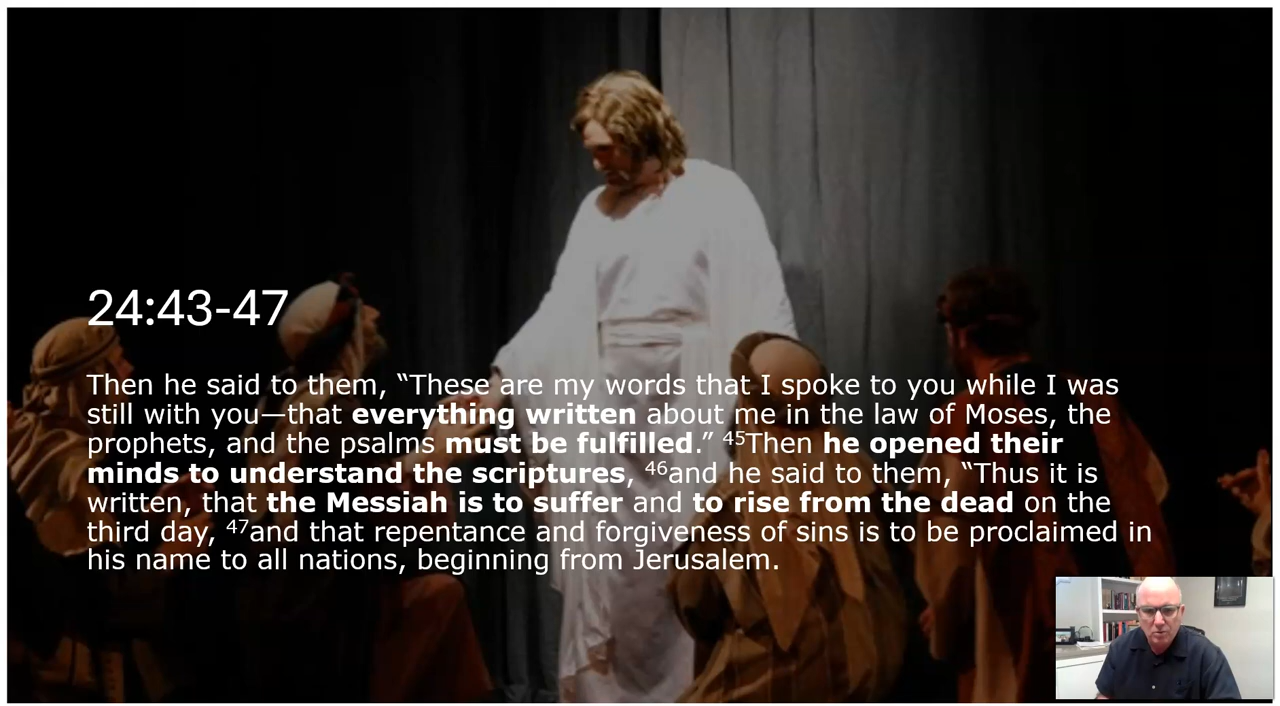 24:43-47
Then he said to them, “These are my words that I spoke to you while I was
still with you—that everything written about me in the law of Moses, the
prophets, and the psalms must be fulfilled.” ⁴⁵Then he opened their
minds to understand the scriptures, ⁴⁶and he said to them, “Thus it is
written, that the Messiah is to suffer and to rise from the dead on the
third day, ⁴⁷and that repentance and forgiveness of sins is to be proclaimed in
his name to all nations, beginning from Jerusalem.